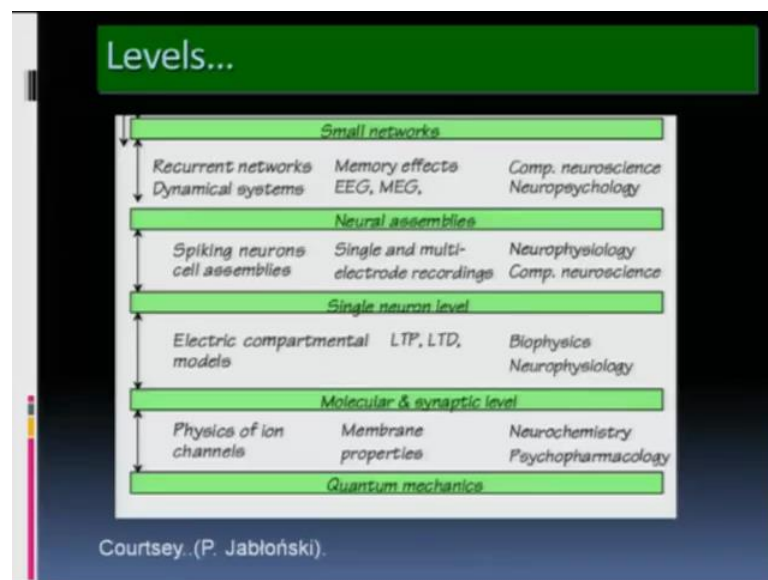 Levels...
Small networks
Recurrent networks Memory effects Comp. neuroscience
Dynamical systems EEG, MEG, Neuropsychology
Neural assemblies
Spiking neurons Single and multi- Neurophysiology
cell assemblies electrode recordings Comp. neuroscience
Single neuron level
Electric compartmental LTP, LTD, Biophysics
models Neurophysiology
Molecular & synaptic level
Physics of ion Membrane Neurochemistry
channels properties Psychopharmacology
Quantum mechanics
Courtsey..(P. Jabłoński).